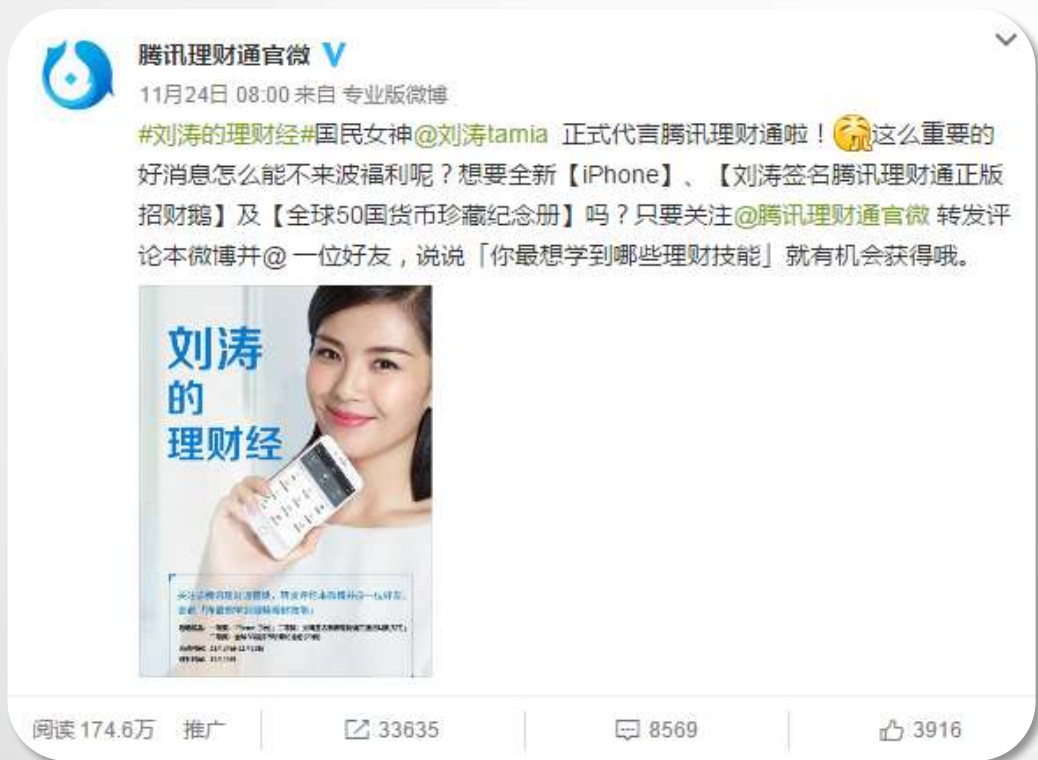 腾讯理财通官微 V
11月24日 08:00 来自 专业版微博
#刘涛的理财经#国民女神@刘涛tamia 正式代言腾讯理财通啦！这么重要的
好消息怎么能不来波福利呢？想要全新【iPhone】、【刘涛签名腾讯理财通正版
招财鹅】及【全球50国货币珍藏纪念册】吗？只要关注@腾讯理财通官微 转发评
论本微博并@ 一位好友，说说「你最想学到哪些理财技能」就有机会获得哦。
刘涛
的
理财经
阅读 174.6万 推广 33635 8569 3916